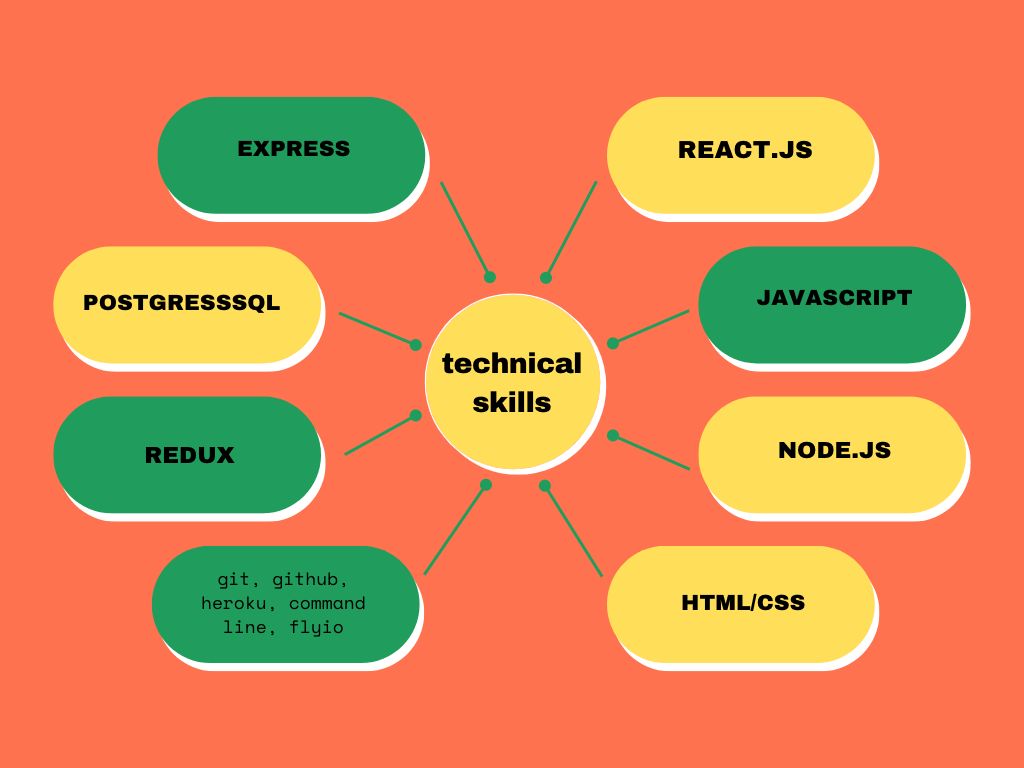 EXPRESS
REACT.JS
POSTGRESSSQL
JAVASCRIPT
technical
skills
REDUX
NODE.JS
git, github,
heroku, command
line, flyio
HTML/CSS